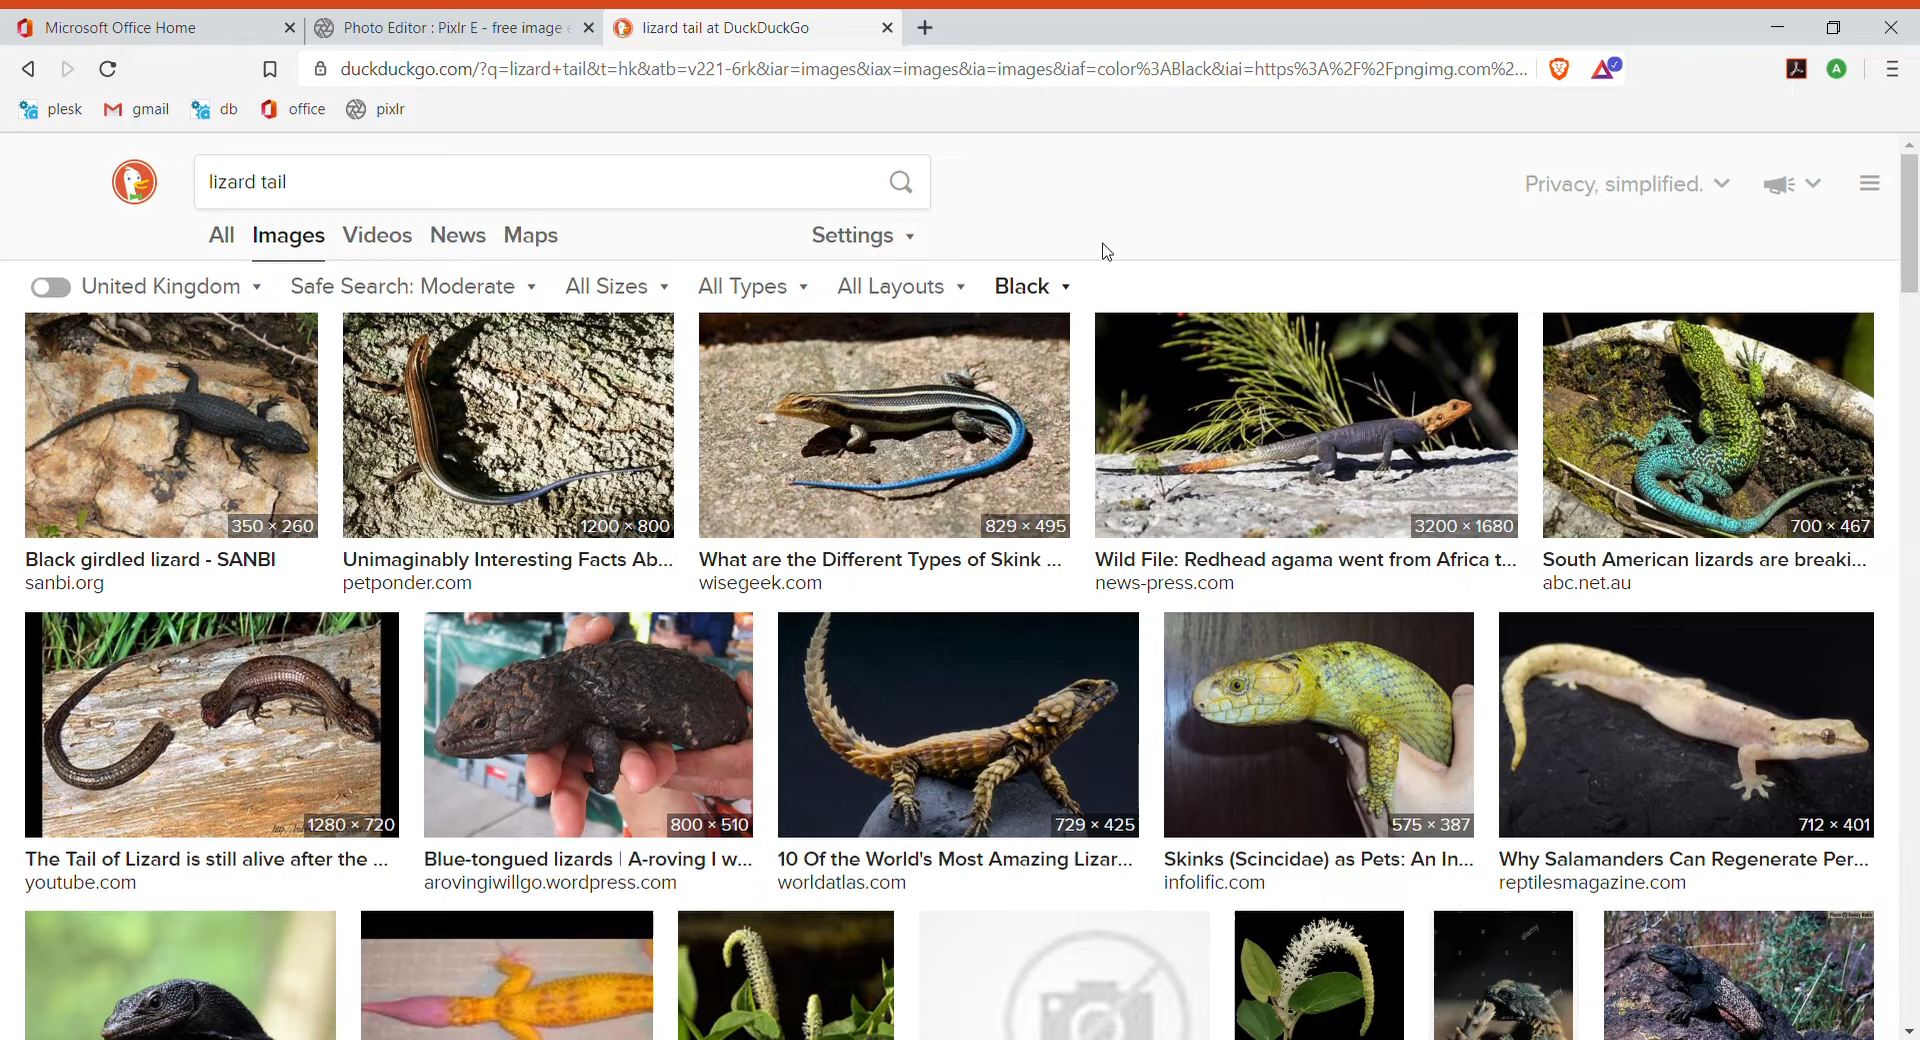 Microsoft Office Home
Photo Editor : Pixlr E - free image e
lizard tail at DuckDuckGo
duckduckgo.com/?q=lizard+tail&t=hk&atb=v221-6rk&iar=images&iax=images&ia=images&iaf=color%3ABlack&iai=https%3A%2F%2Fpngimg.com%2...
A
plesk gmail db office pixlr
lizard tail
Privacy, simplified.
All Images Videos News Maps Settings
United Kingdom Safe Search: Moderate All Sizes All Types All Layouts Black
350 × 260
1200 × 800
829 × 495
3200 × 1680
700 × 467
Black girdled lizard - SANBI
sanbi.org
Unimaginably Interesting Facts Ab...
petponder.com
What are the Different Types of Skink ...
wisegeek.com
Wild File: Redhead agama went from Africa t...
news-press.com
South American lizards are breaki...
abc.net.au
1280 × 720
800 × 510
729 × 425
575 × 387
712 × 401
The Tail of Lizard is still alive after the ...
youtube.com
Blue-tongued lizards | A-roving I w...
arovingiwillgo.wordpress.com
10 Of the World's Most Amazing Lizar...
worldatlas.com
Skinks (Scincidae) as Pets: An In...
infolific.com
Why Salamanders Can Regenerate Per...
reptilesmagazine.com
alamy